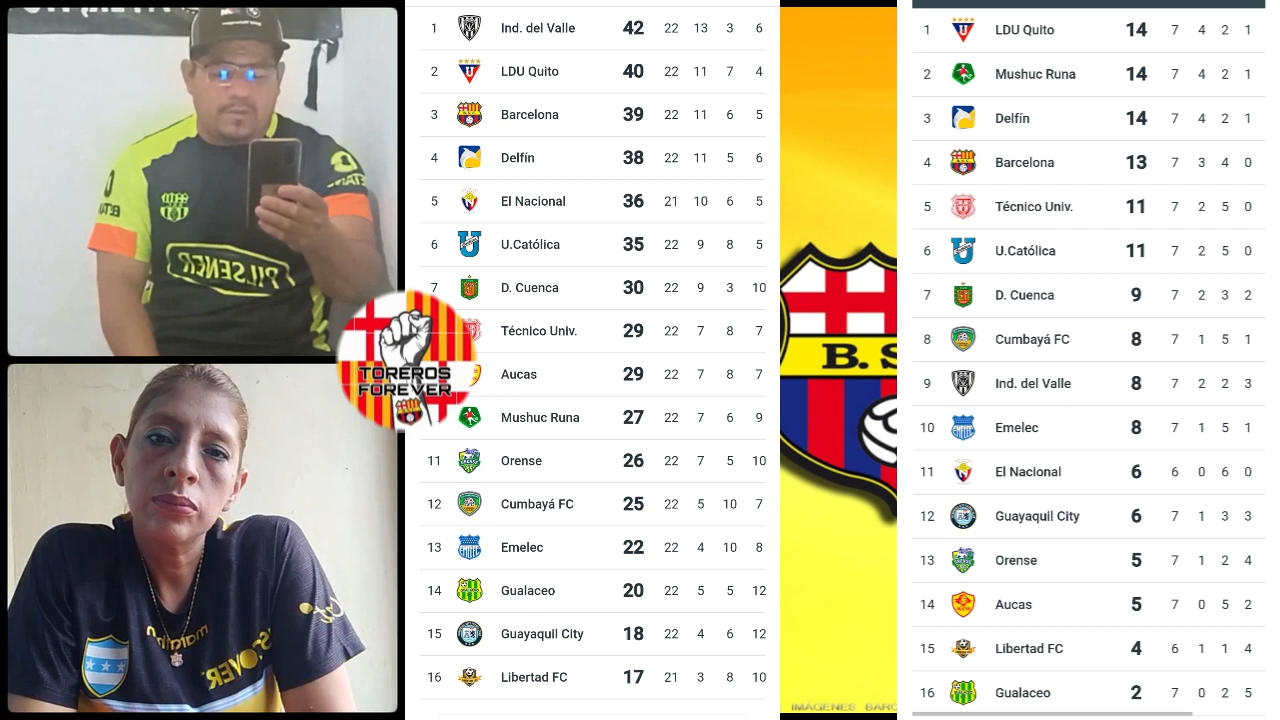 PILSENER
BETANO
TOREROS
FOREVER
1 Ind. del Valle 42 22 13 3 6
2 LDU Quito 40 22 11 7 4
3 Barcelona 39 22 11 6 5
4 Delfín 38 22 11 5 6
5 El Nacional 36 21 10 6 5
6 U.Católica 35 22 9 8 5
7 D. Cuenca 30 22 9 3 10
Técnico Univ. 29 22 7 8 7
Aucas 29 22 7 8 7
Mushuc Runa 27 22 7 6 9
11 Orense 26 22 7 5 10
12 Cumbayá FC 25 22 5 10 7
13 Emelec 22 22 4 10 8
14 Gualaceo 20 22 5 5 12
15 Guayaquil City 18 22 4 6 12
16 Libertad FC 17 21 3 8 10
B. S
IMAGENES BARC
1 LDU Quito 14 7 4 2 1
2 Mushuc Runa 14 7 4 2 1
3 Delfín 14 7 4 2 1
4 Barcelona 13 7 3 4 0
5 Técnico Univ. 11 7 2 5 0
6 U.Católica 11 7 2 5 0
7 D. Cuenca 9 7 2 3 2
8 Cumbayá FC 8 7 1 5 1
9 Ind. del Valle 8 7 2 2 3
10 Emelec 8 7 1 5 1
11 El Nacional 6 6 0 6 0
12 Guayaquil City 6 7 1 3 3
13 Orense 5 7 1 2 4
14 Aucas 5 7 0 5 2
15 Libertad FC 4 6 1 1 4
16 Gualaceo 2 7 0 2 5